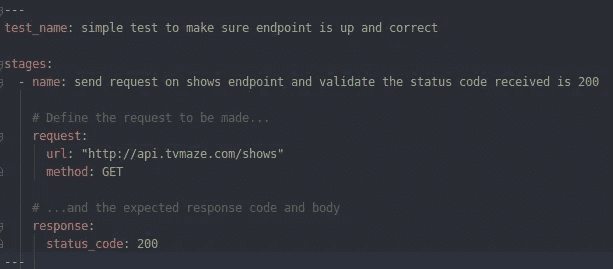 ---
test_name: simple test to make sure endpoint is up and correct
stages:
- name: send request on shows endpoint and validate the status code received is 200
# Define the request to be made...
request:
url: "http://api.tvmaze.com/shows"
method: GET
# ...and the expected response code and body
response:
status_code: 200
---